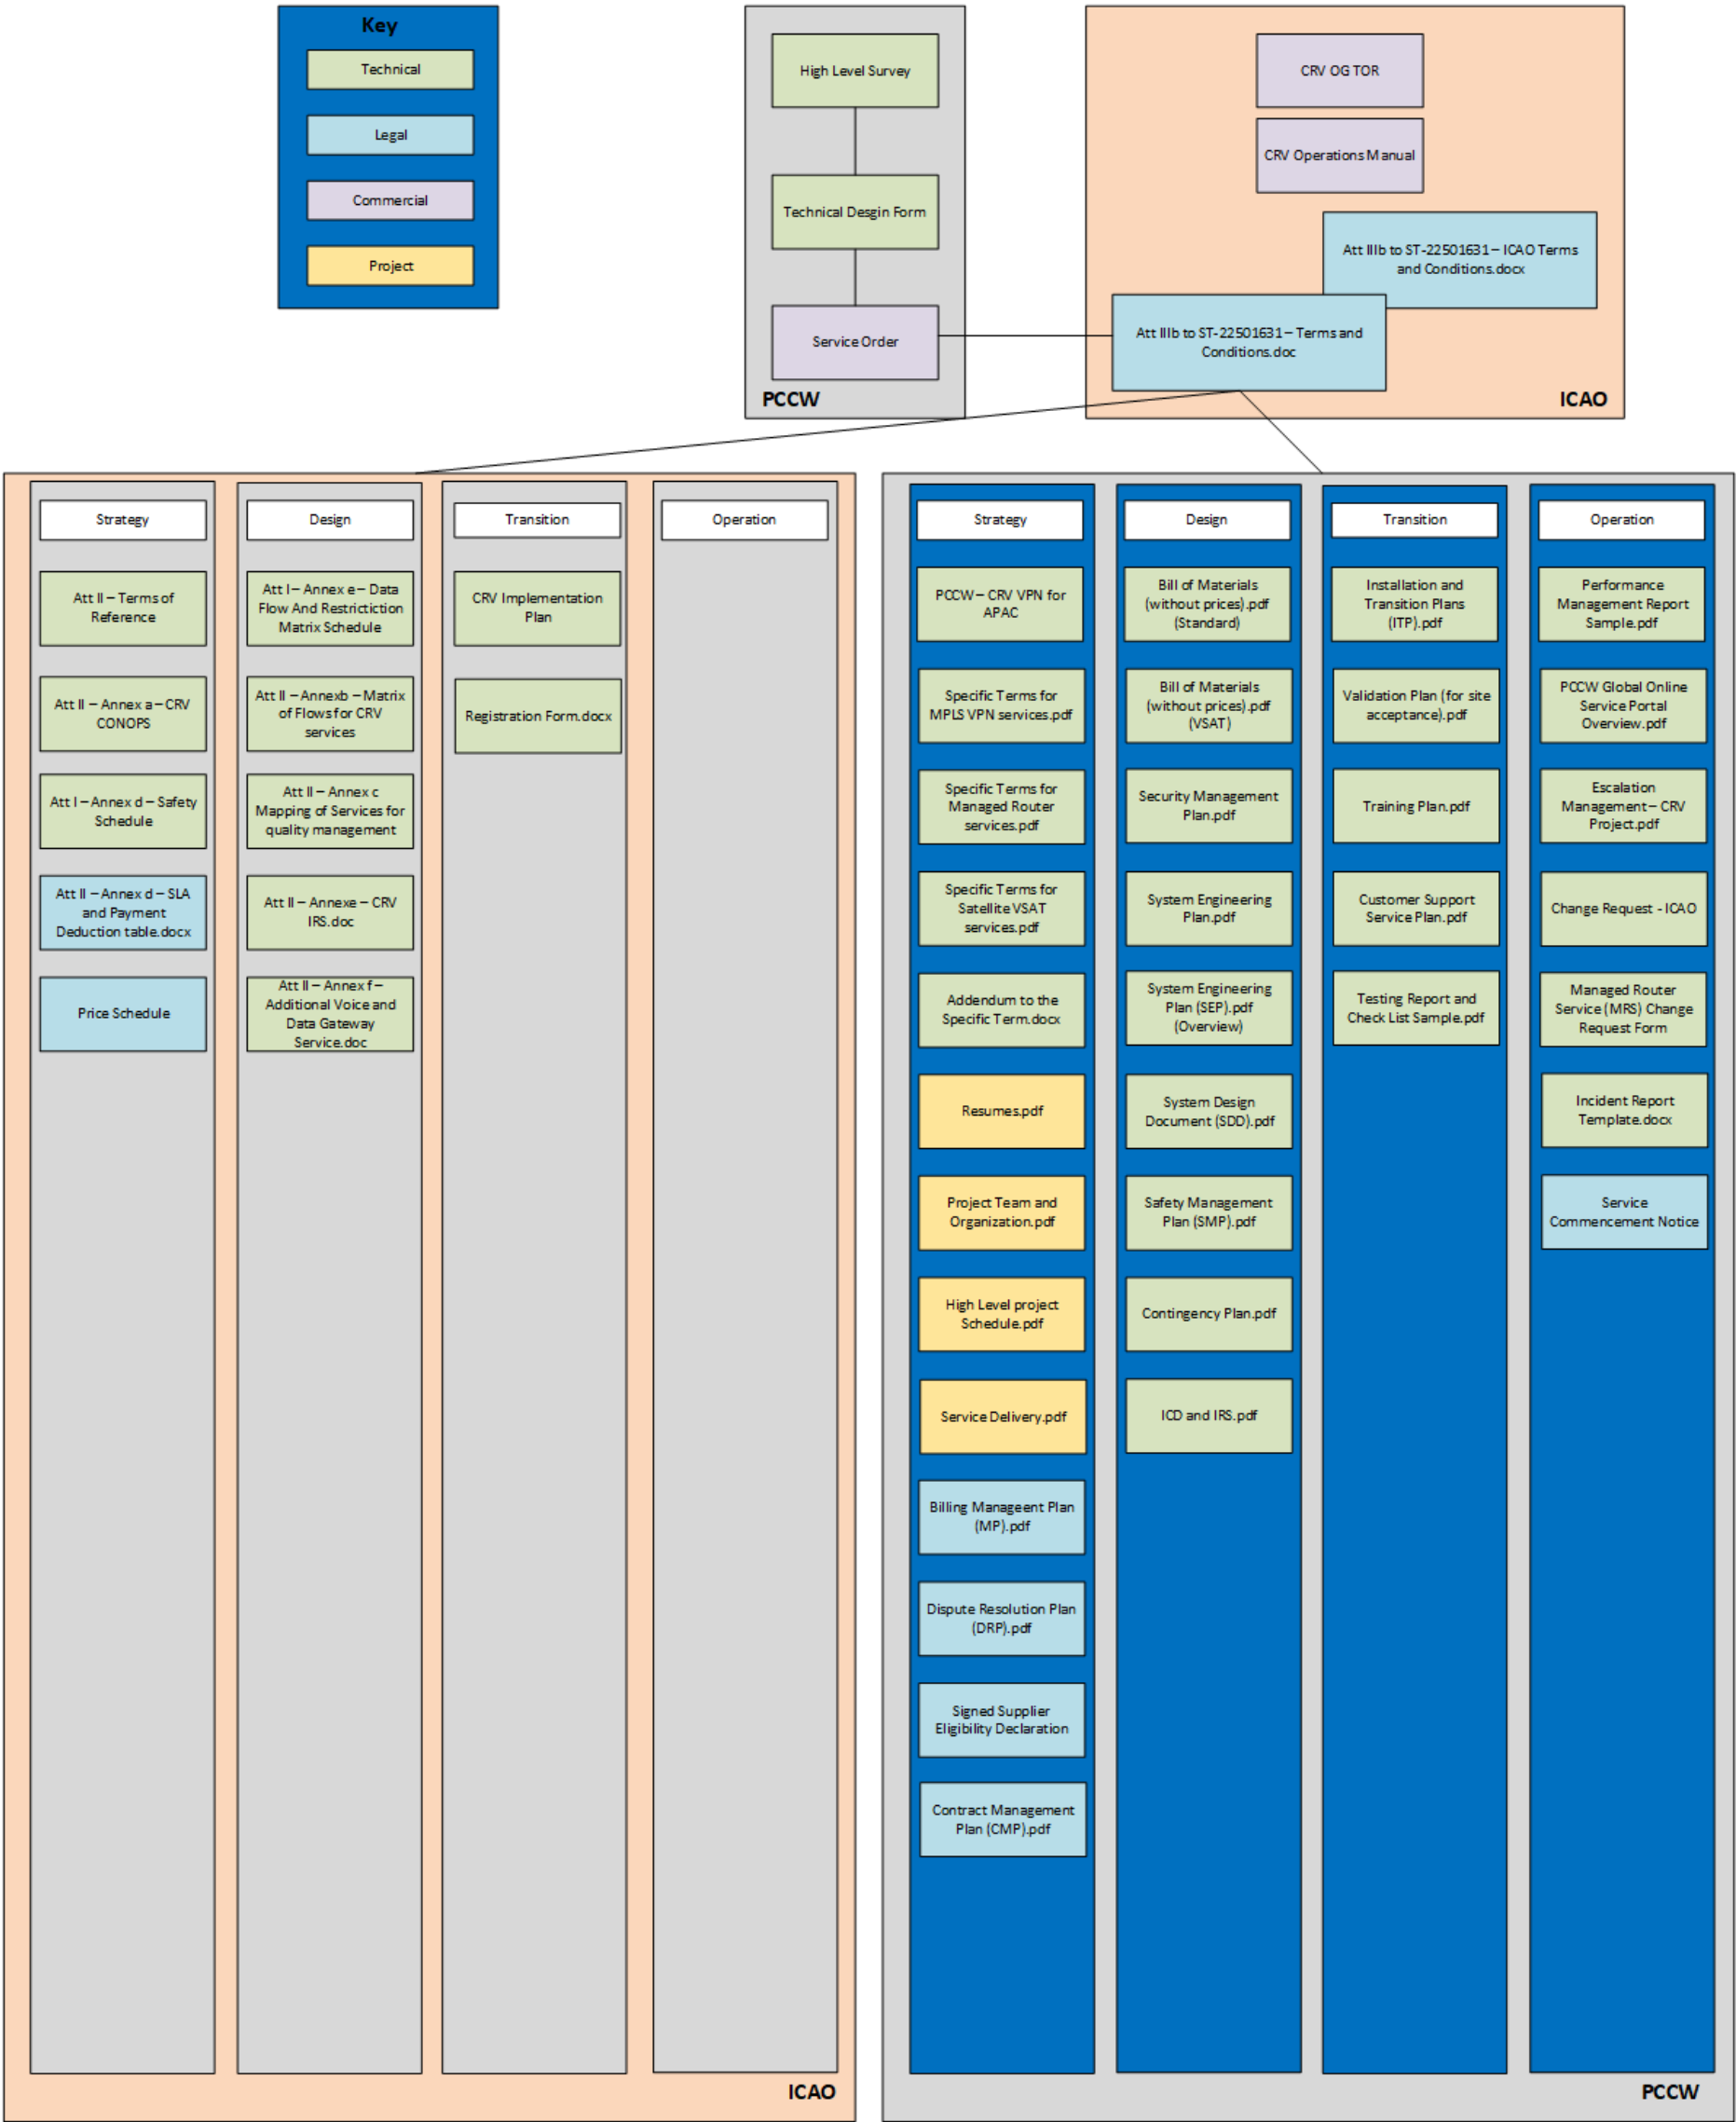 Key
Technical
Legal
Commercial
Project
High Level Survey
Technical Desgin Form
Service Order
PCCW
CRV OG TOR
CRV Operations Manual
Att IIIb to ST-22501631 – ICAO Terms
and Conditions.docx
Att IIIb to ST-22501631 – Terms and
Conditions.doc
ICAO
Strategy
Att II – Terms of
Reference
Att II – Annex a – CRV
CONOPS
Att I – Annex d – Safety
Schedule
Att II – Annex d – SLA
and Payment
Deduction table.docx
Price Schedule
Design
Att I – Annex e – Data
Flow And Restrictiction
Matrix Schedule
Att II – Annexb – Matrix
of Flows for CRV
services
Att II – Annex c
Mapping of Services for
quality management
Att II – Annexe – CRV
IRS.doc
Att II – Annex f –
Additional Voice and
Data Gateway
Service.doc
Transition
CRV Implementation
Plan
Registration Form.docx
Operation
ICAO
Strategy
PCCW – CRV VPN for
APAC
Specific Terms for
MPLS VPN services.pdf
Specific Terms for
Managed Router
services.pdf
Specific Terms for
Satellite VSAT
services.pdf
Addendum to the
Specific Term.docx
Resumes.pdf
Project Team and
Organization.pdf
High Level project
Schedule.pdf
Service Delivery.pdf
Billing Manageent Plan
(MP).pdf
Dispute Resolution Plan
(DRP).pdf
Signed Supplier
Eligibility Declaration
Contract Management
Plan (CMP).pdf
Design
Bill of Materials
(without prices).pdf
(Standard)
Bill of Materials
(without prices).pdf
(VSAT)
Security Management
Plan.pdf
System Engineering
Plan.pdf
System Engineering
Plan (SEP).pdf
(Overview)
System Design
Document (SDD).pdf
Safety Management
Plan (SMP).pdf
Contingency Plan.pdf
ICD and IRS.pdf
Transition
Installation and
Transition Plans
(ITP).pdf
Validation Plan (for site
acceptance).pdf
Training Plan.pdf
Customer Support
Service Plan.pdf
Testing Report and
Check List Sample.pdf
Operation
Performance
Management Report
Sample.pdf
PCCW Global Online
Service Portal
Overview.pdf
Escalation
Management – CRV
Project.pdf
Change Request - ICAO
Managed Router
Service (MRS) Change
Request Form
Incident Report
Template.docx
Service
Commencement Notice
PCCW